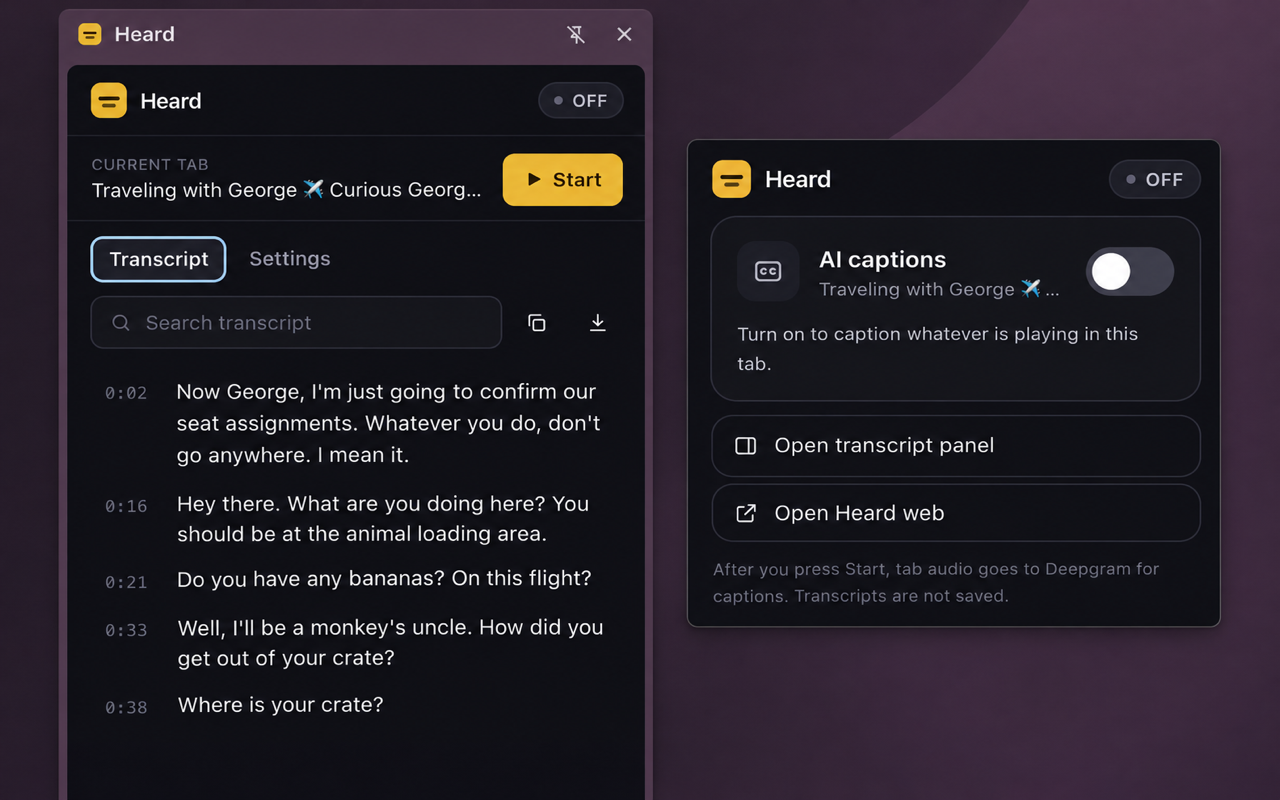 Heard
Heard
OFF
CURRENT TAB
Traveling with George ✈️ Curious Georg...
Start
Transcript
Settings
Search transcript
0:02
Now George, I'm just going to confirm our
seat assignments. Whatever you do, don't
go anywhere. I mean it.
0:16
Hey there. What are you doing here? You
should be at the animal loading area.
0:21
Do you have any bananas? On this flight?
0:33
Well, I'll be a monkey's uncle. How did you
get out of your crate?
0:38
Where is your crate?
Heard
OFF
CC
AI captions
Traveling with George ✈️ ...
Turn on to caption whatever is playing in this
tab.
Open transcript panel
Open Heard web
After you press Start, tab audio goes to Deepgram for
captions. Transcripts are not saved.